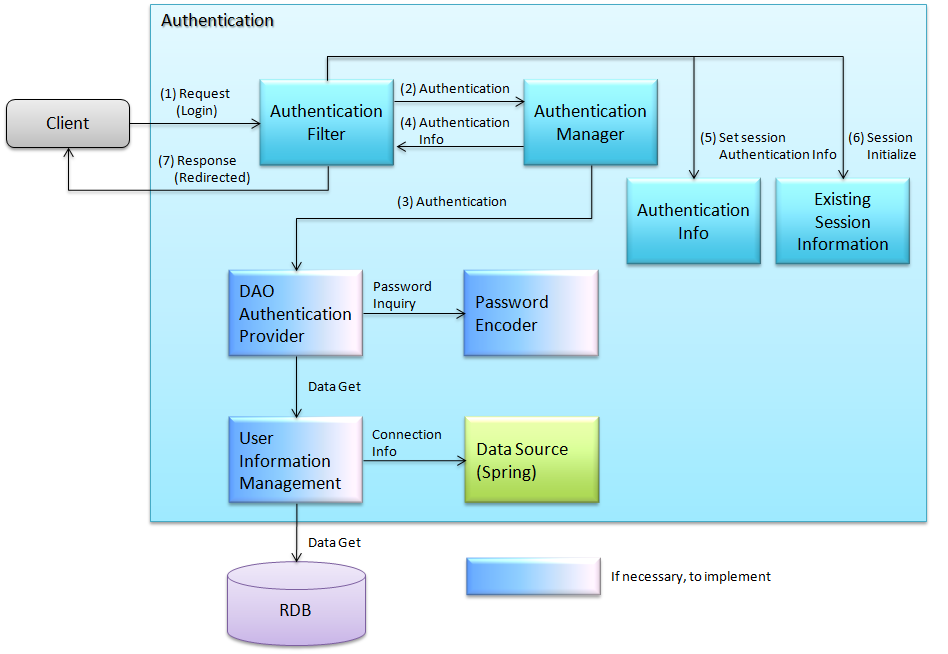 Authentication
(1) Request
(Login)
Client
Authentication
Filter
(2) Authentication
(4) Authentication
Info
Authentication
Manager
(7) Response
(Redirected)
(5) Set session
Authentication Info
(6) Session
Initialize
(3) Authentication
Authentication
Info
Existing
Session
Information
DAO
Authentication
Provider
Password
Inquiry
Password
Encoder
Data Get
User
Information
Management
Connection
Info
Data Source
(Spring)
Data Get
RDB
If necessary, to implement